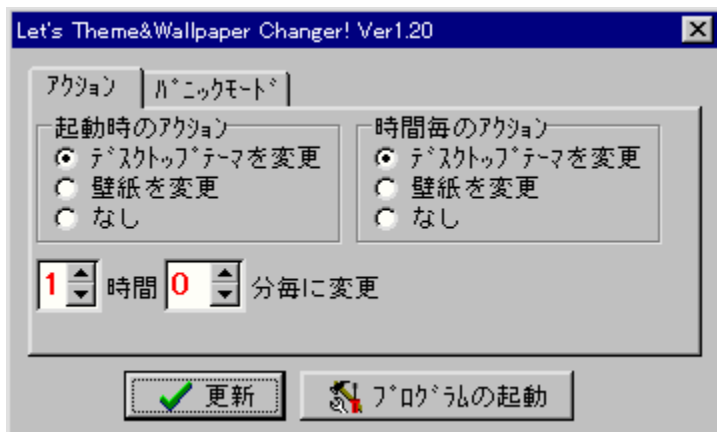 Let's Theme&Wallpaper Changer! Ver1.20
ｱｸｼｮﾝ ﾊﾟﾆｯｸﾓｰﾄﾞ
起動時のｱｸｼｮﾝ 時間毎のｱｸｼｮﾝ
ﾃﾞｽｸﾄｯﾌﾟﾃｰﾏを変更 ﾃﾞｽｸﾄｯﾌﾟﾃｰﾏを変更
壁紙を変更 壁紙を変更
なし なし
1 時間 0 分毎に変更
更新 ﾌﾟﾛｸﾞﾗﾑの起動